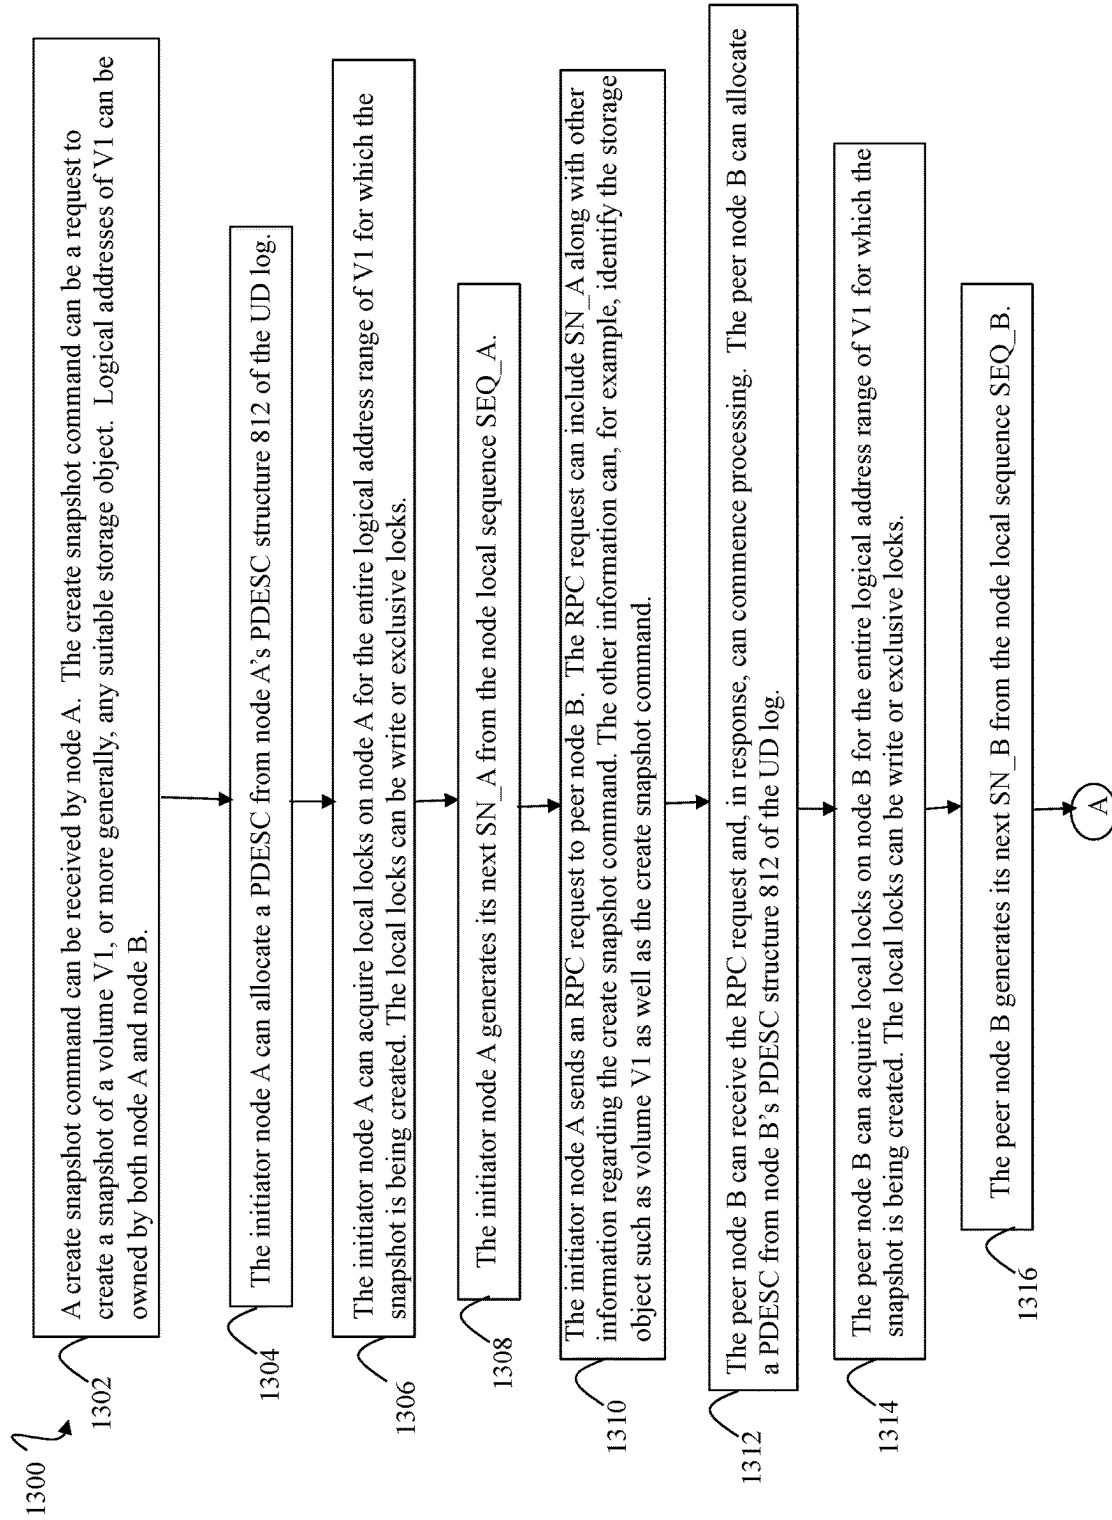 1300
1302
A create snapshot command can be received by node A. The create snapshot command can be a request to
create a snapshot of a volume V1, or more generally, any suitable storage object. Logical addresses of V1 can be
owned by both node A and node B.
1304
The initiator node A can allocate a PDESC from node A's PDESC structure 812 of the UD log.
1306
The initiator node A can acquire local locks on node A for the entire logical address range of V1 for which the
snapshot is being created. The local locks can be write or exclusive locks.
1308
The initiator node A generates its next SN_A from the node local sequence SEQ_A.
1310
The initiator node A sends an RPC request to peer node B. The RPC request can include SN_A along with other
information regarding the create snapshot command. The other information can, for example, identify the storage
object such as volume V1 as well as the create snapshot command.
1312
The peer node B can receive the RPC request and, in response, can commence processing. The peer node B can allocate
a PDESC from node B's PDESC structure 812 of the UD log.
1314
The peer node B can acquire local locks on node B for the entire logical address range of V1 for which the
snapshot is being created. The local locks can be write or exclusive locks.
1316
The peer node B generates its next SN_B from the node local sequence SEQ_B.
A